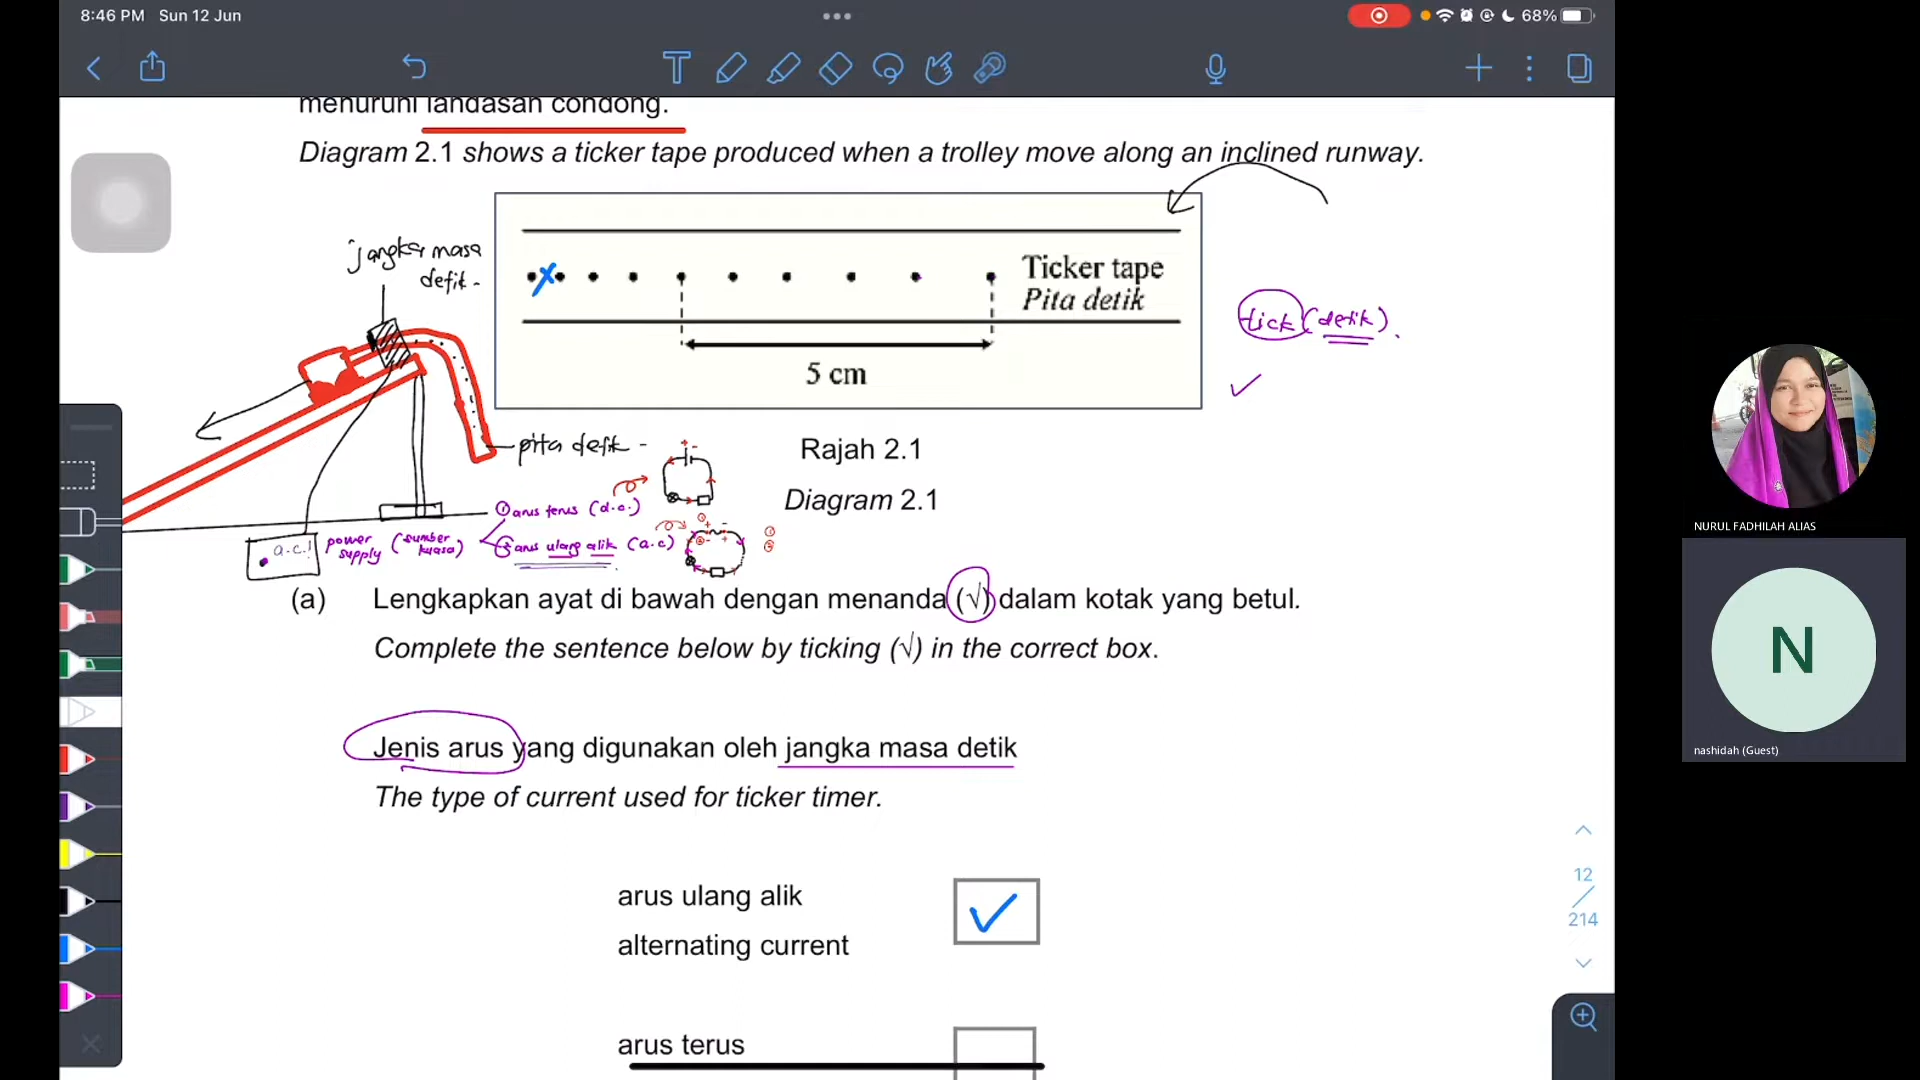 8:46 PM Sun 12 Jun
68%
menuruni landasan condong.
Diagram 2.1 shows a ticker tape produced when a trolley move along an inclined runway.
jangka masa
detik -
Ticker tape
Pita detik
5 cm
tick (detik).
pita detik -
Rajah 2.1
Diagram 2.1
① arus terus (d.c.)
② arus ulang alik (a.c)
a.c.!
power supply (sumber kuasa)
(a) Lengkapkan ayat di bawah dengan menanda (√) dalam kotak yang betul.
Complete the sentence below by ticking (√) in the correct box.
Jenis arus yang digunakan oleh jangka masa detik
The type of current used for ticker timer.
arus ulang alik
alternating current
arus terus
12
214
NURUL FADHILAH ALIAS
N
nashidah (Guest)